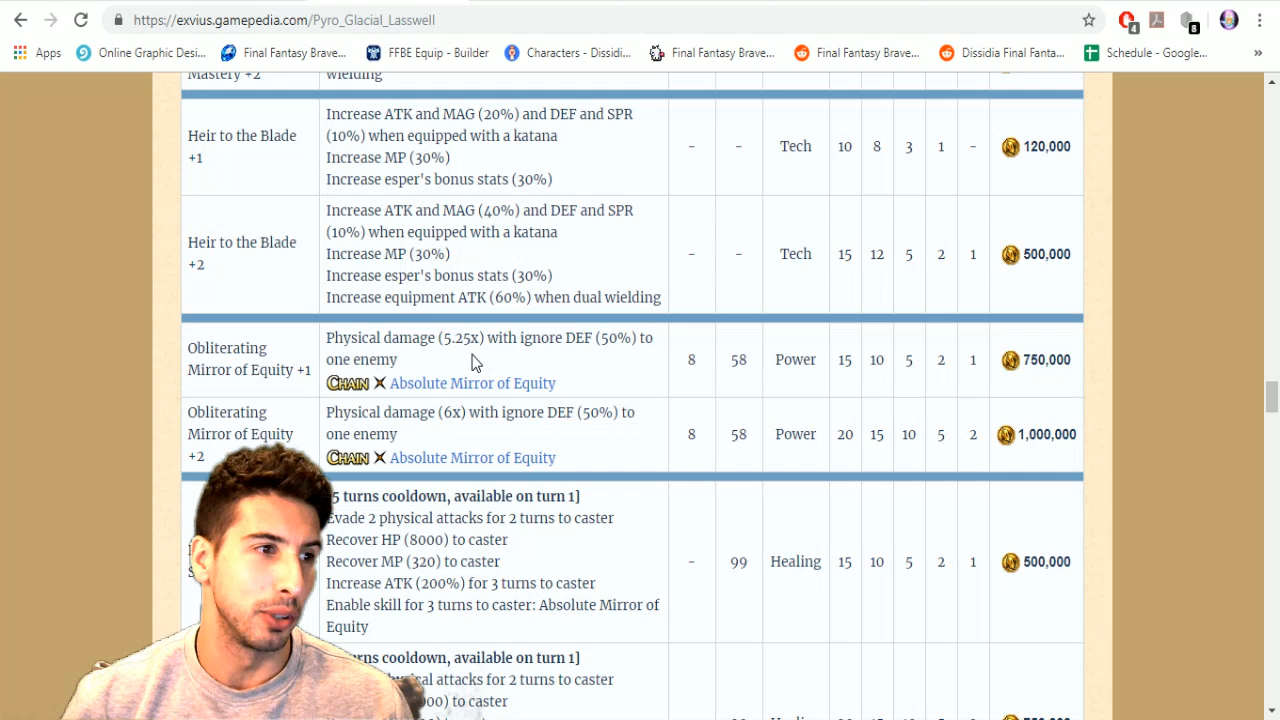 https://exvius.gamepedia.com/Pyro_Glacial_Lasswell
4
8
Apps
Online Graphic Desi...
Final Fantasy Brave...
FFBE Equip - Builder
Characters - Dissidi...
Final Fantasy Brave...
Final Fantasy Brave...
Dissidia Final Fanta...
Schedule - Google...
»
Mastery +2
wielding
Heir to the Blade
+1
Increase ATK and MAG (20%) and DEF and SPR
(10%) when equipped with a katana
Increase MP (30%)
Increase esper's bonus stats (30%)
- - Tech 10 8 3 1 - 120,000
Heir to the Blade
+2
Increase ATK and MAG (40%) and DEF and SPR
(10%) when equipped with a katana
Increase MP (30%)
Increase esper's bonus stats (30%)
Increase equipment ATK (60%) when dual wielding
- - Tech 15 12 5 2 1 500,000
Obliterating
Mirror of Equity +1
Physical damage (5.25x) with ignore DEF (50%) to
one enemy
CHAIN Absolute Mirror of Equity
8 58 Power 15 10 5 2 1 750,000
Obliterating
Mirror of Equity
+2
Physical damage (6x) with ignore DEF (50%) to
one enemy
CHAIN Absolute Mirror of Equity
8 58 Power 20 15 10 5 2 1,000,000
5 turns cooldown, available on turn 1]
Evade 2 physical attacks for 2 turns to caster
Recover HP (8000) to caster
Recover MP (320) to caster
Increase ATK (200%) for 3 turns to caster
Enable skill for 3 turns to caster: Absolute Mirror of
Equity
- 99 Healing 15 10 5 2 1 500,000
turns cooldown, available on turn 1]
attacks for 2 turns to caster
to caster